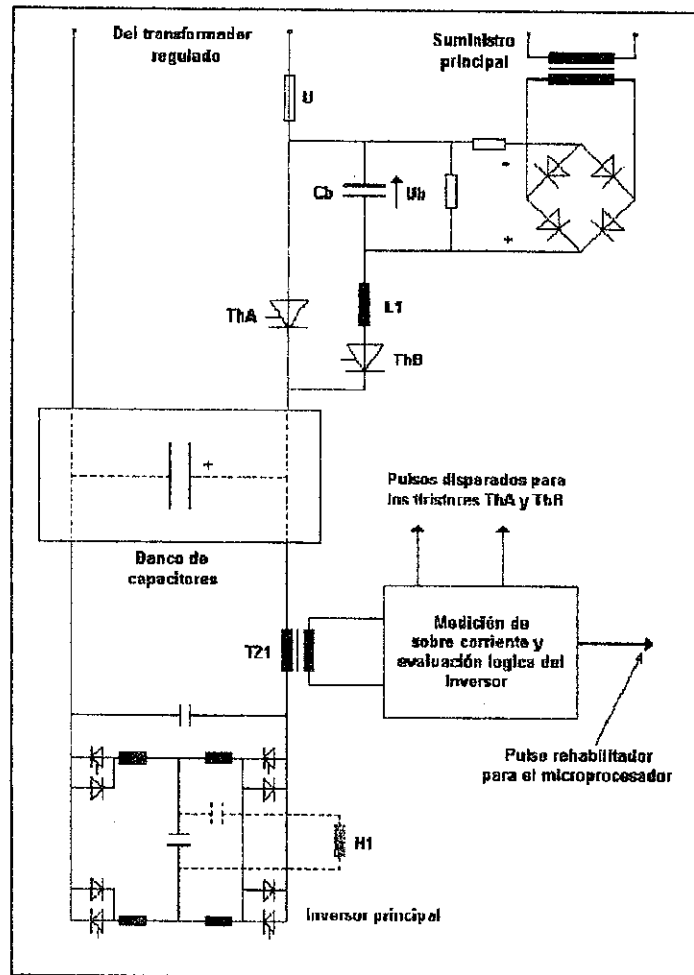 Del transformador
regulado
Suministro
principal
U
Cb
Ub
-
+
L1
ThA
ThB
+
Banco de
capacitores
Pulsos disparados para
los tiristores ThA y ThB
T21
Medición de
sobre corriente y
evaluación logica del
Inversor
Pulse rehabilitador
para el microprocesador
H1
Inversor principal